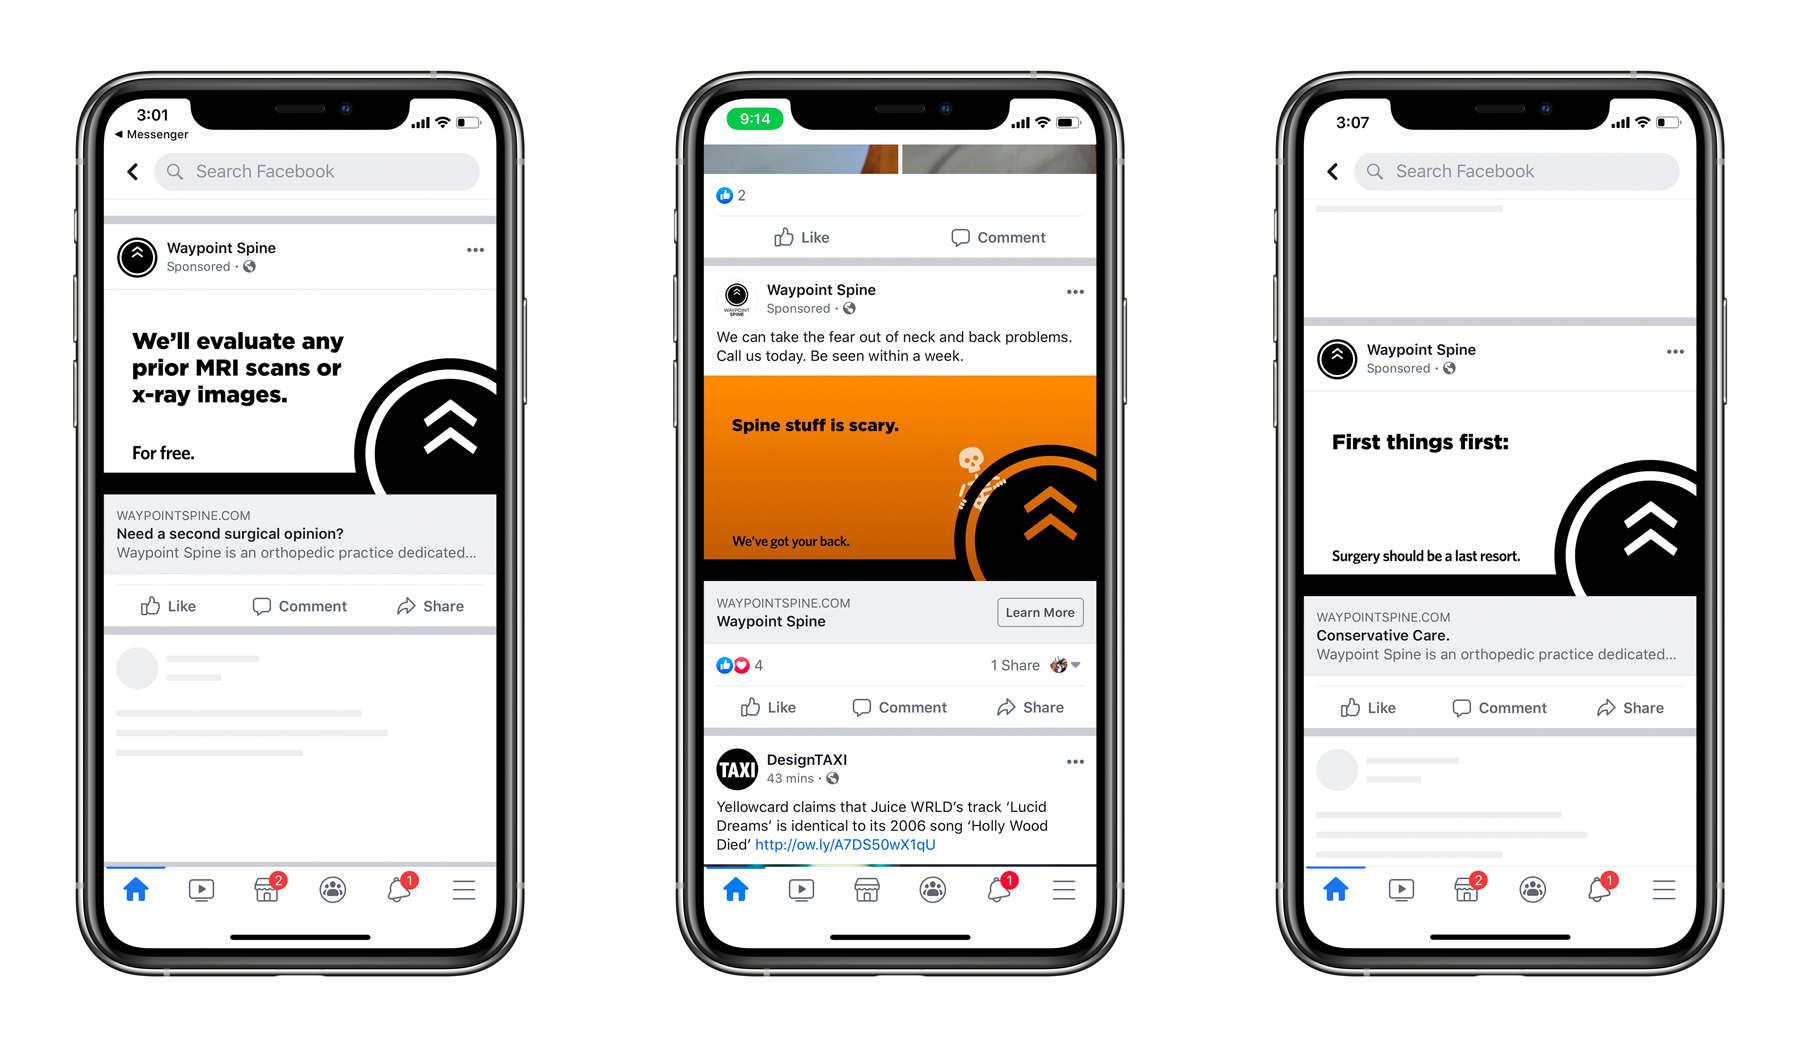 3:01
Messenger
Search Facebook
Waypoint Spine
Sponsored ·
We'll evaluate any
prior MRI scans or
x-ray images.
For free.
WAYPOINTSPINE.COM
Need a second surgical opinion?
Waypoint Spine is an orthopedic practice dedicated...
Like
Comment
Share
2
1
9:14
2
Like
Comment
WAYPOINT
SPINE
Waypoint Spine
Sponsored ·
We can take the fear out of neck and back problems.
Call us today. Be seen within a week.
Spine stuff is scary.
We've got your back.
WAYPOINTSPINE.COM
Waypoint Spine
Learn More
4
1 Share
Like
Comment
Share
TAXI
DesignTAXI
43 mins ·
Yellowcard claims that Juice WRLD's track 'Lucid
Dreams' is identical to its 2006 song 'Holly Wood
Died' http://ow.ly/A7DS50wX1qU
1
3:07
Search Facebook
Waypoint Spine
Sponsored ·
First things first:
Surgery should be a last resort.
WAYPOINTSPINE.COM
Conservative Care.
Waypoint Spine is an orthopedic practice dedicated...
Like
Comment
Share
2
1